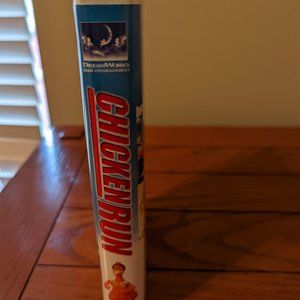 DREAMWORKS
HOME ENTERTAINMENT
CHICKEN RUN